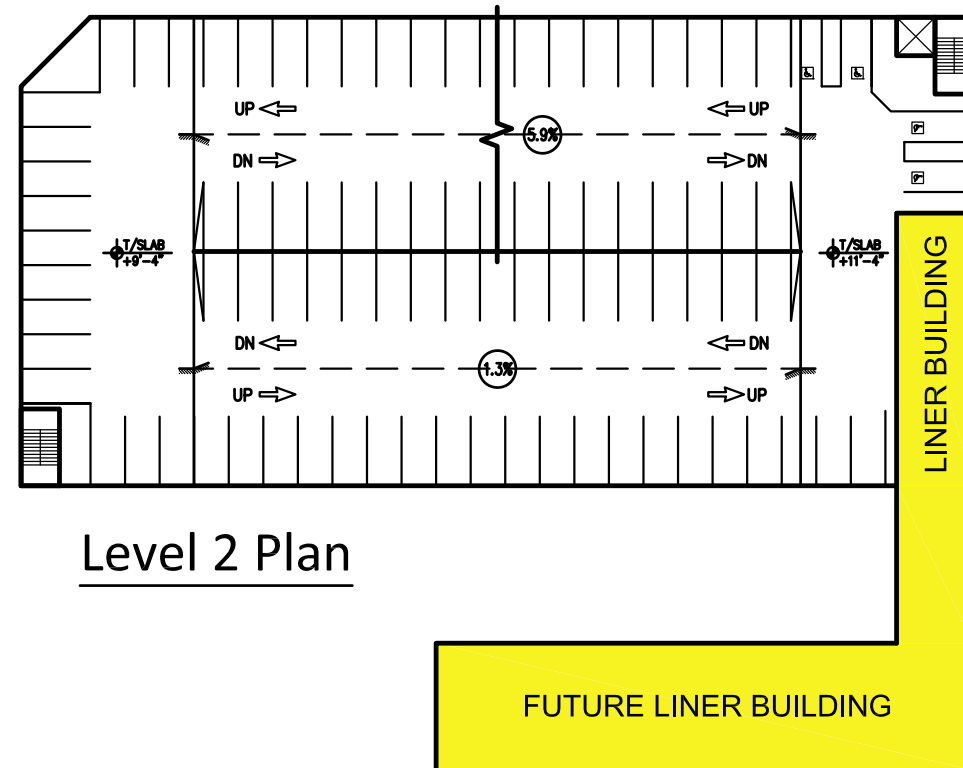 UP
UP
5.9%
DN
DN
T/SLAB
+9'-4"
T/SLAB
+11'-4"
DN
DN
1.3%
UP
UP
LINER BUILDING
Level 2 Plan
FUTURE LINER BUILDING